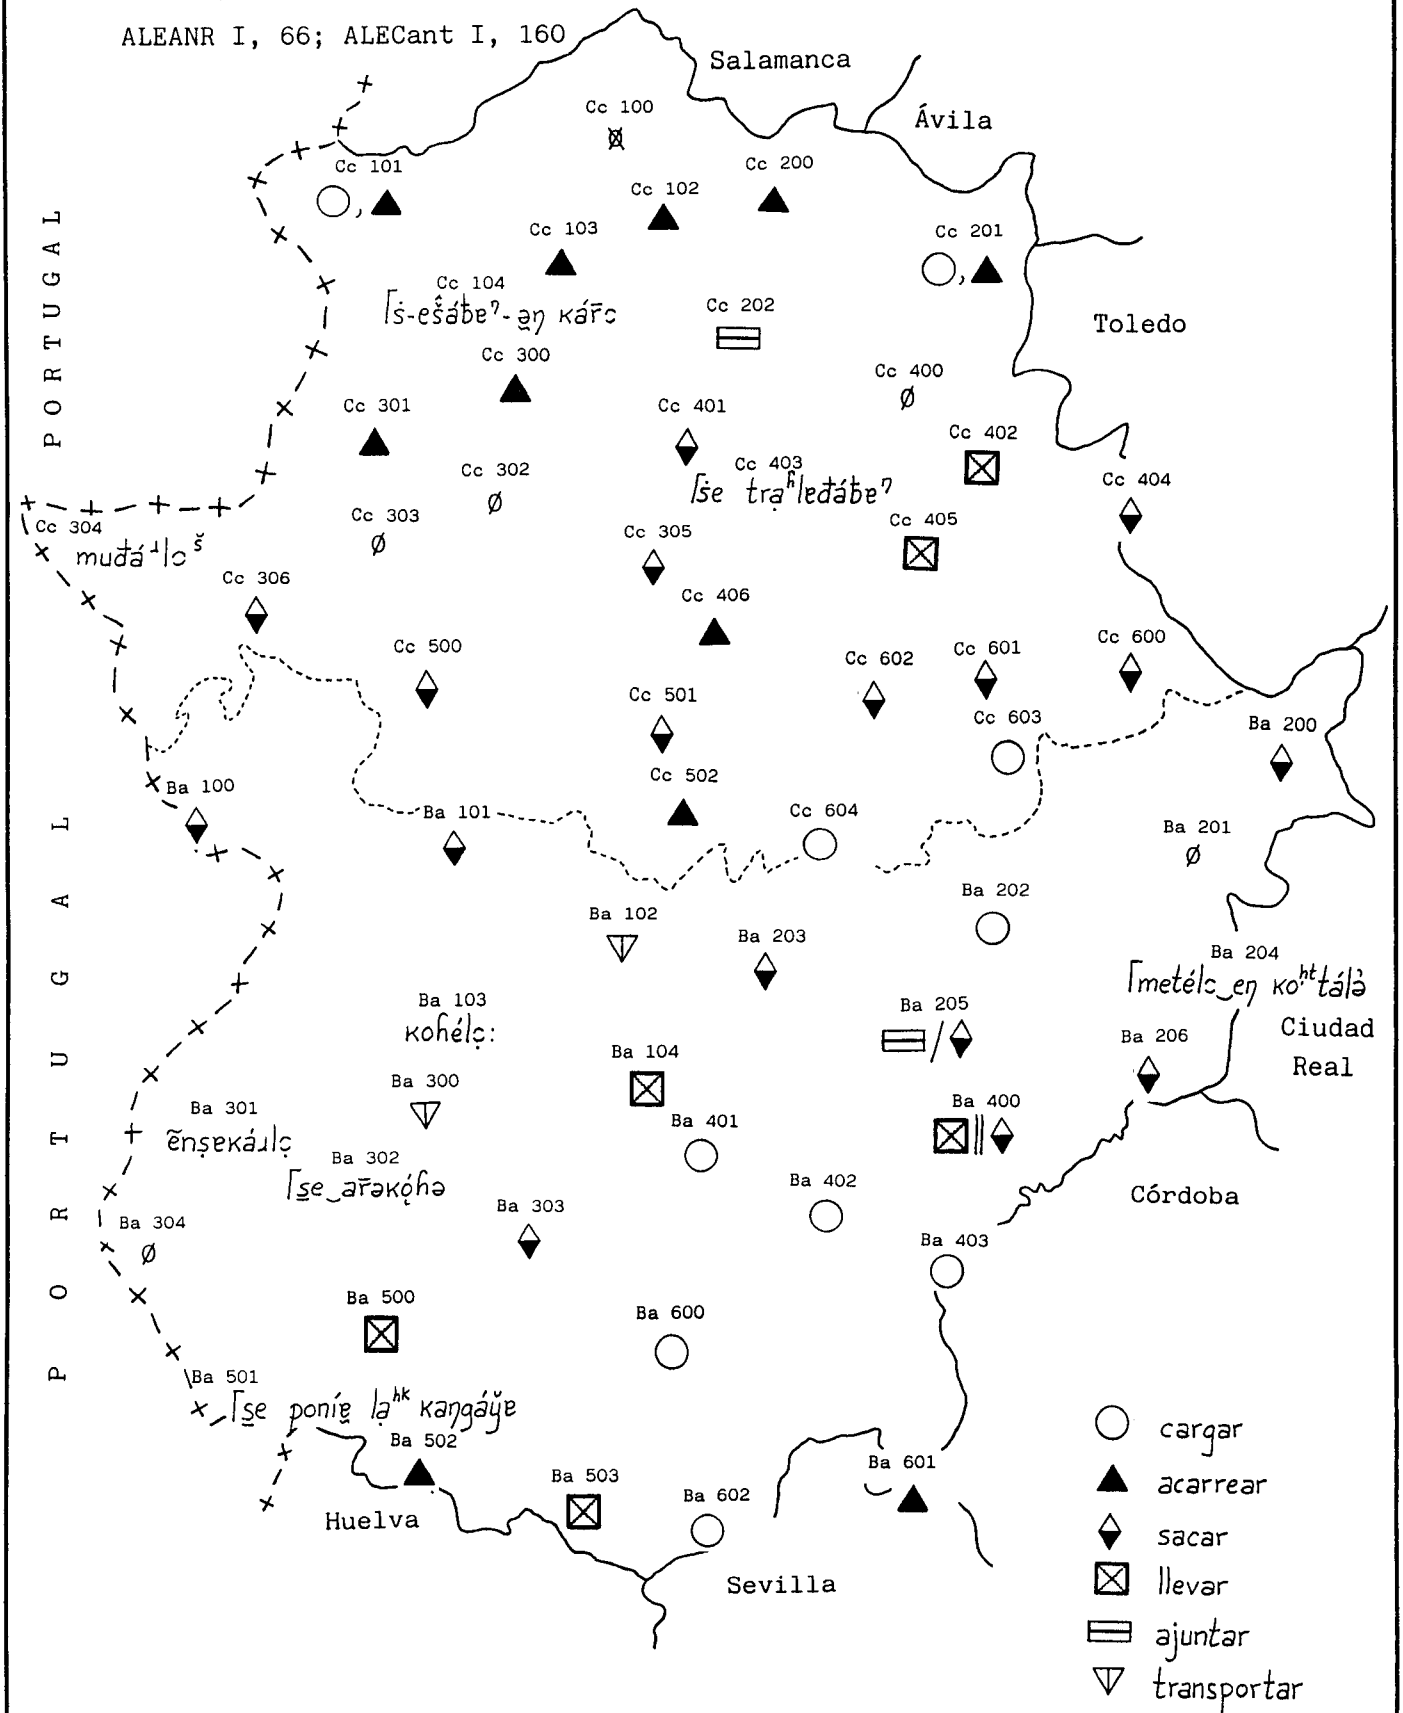 ALEANR I, 66; ALECant I, 160
Salamanca
Ávila
Cc 100
Cc 101
,
Cc 200
Cc 102
Cc 103
Cc 201
,
Cc 104
Cc 202
Toledo
Cc 300
Cc 400
Cc 301
Cc 401
Cc 402
Cc 302
Cc 403
Cc 404
Cc 303
Cc 405
Cc 304
Cc 305
Cc 306
Cc 406
Cc 500
Cc 602
Cc 601
Cc 600
Cc 501
Cc 603
Ba 200
Cc 502
Ba 100
Ba 101
Cc 604
Ba 201
Ba 202
Ba 102
Ba 203
Ba 204
Ba 103
Ba 205
Ciudad
Real
Ba 104
Ba 206
Ba 300
Ba 301
Ba 401
Ba 400
Ba 302
Ba 402
Córdoba
Ba 303
Ba 304
Ba 403
Ba 500
Ba 600
Ba 501
Ba 502
Ba 503
Ba 601
Ba 602
Huelva
Sevilla
PORTUGAL
PORTUGAL
cargar
acarrear
sacar
llevar
ajuntar
transportar